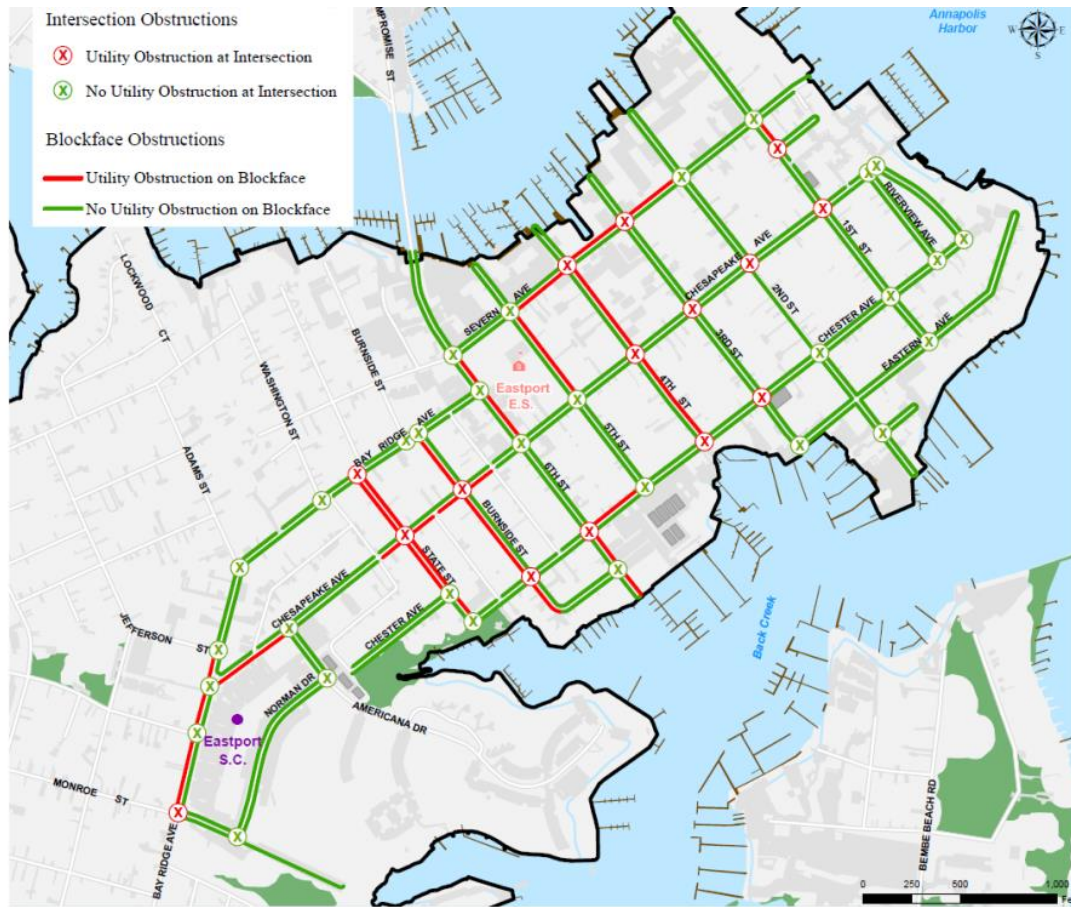 Intersection Obstructions
X Utility Obstruction at Intersection
X No Utility Obstruction at Intersection
Blockface Obstructions
Utility Obstruction on Blockface
No Utility Obstruction on Blockface
OMPROMISE ST
Annapolis
Harbor
N
W E
S
RIVERVIEW AVE
1ST ST
CHESAPEAKE AVE
2ND ST
CHESTER AVE
EASTERN AVE
3RD ST
SEVERN AVE
LOCKWOOD CT
BURNSIDE ST
WASHINGTON ST
Eastport
E.S.
4TH ST
5TH ST
BAY RIDGE AVE
ADAMS ST
6TH ST
BURNSIDE ST
STATE ST
CHESAPEAKE AVE
CHESTER AVE
JEFFERSON ST
NORMAN DR
AMERICANA DR
Eastport
S.C.
Back Creek
MONROE ST
BAY RIDGE AVE
BEMBE BEACH RD
0 250 500 1,000
Fe